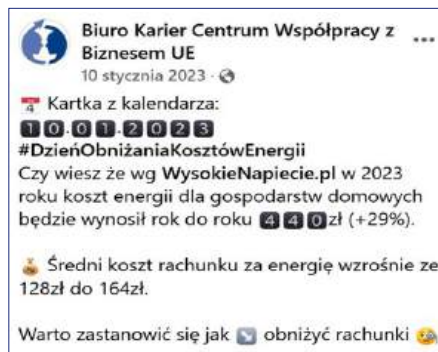 Biuro Karier Centrum Współpracy z
Biznesem UE
10 stycznia 2023 ·
Kartka z kalendarza:
10.01.2023
#DzieńObniżaniaKosztówEnergii
Czy wiesz że wg WysokieNapiecie.pl w 2023
roku koszt energii dla gospodarstw domowych
będzie wynosił rok do roku 440zł (+29%).
Średni koszt rachunku za energię wzrośnie ze
128zł do 164zł.
Warto zastanowić się jak obniżyć rachunki